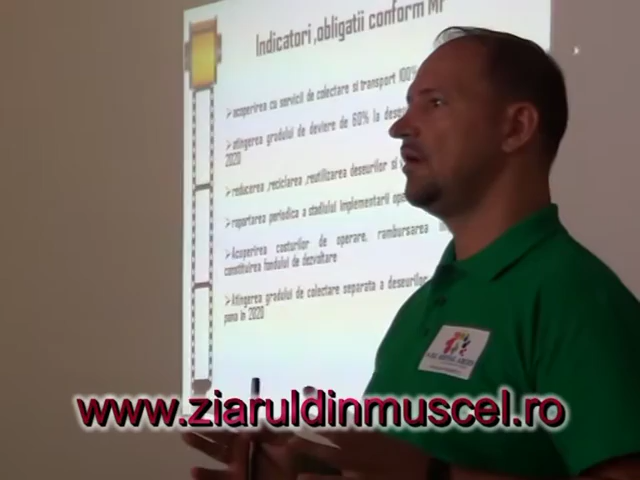 Indicatori ,obligatii conform
➢acoperirea cu servicii de colectare si transport 100%
➢atingerea gradului de deviere de 60% la
2020
➢reducerea ,reciclarea ,reutilizarea deseurilor si
➢raportarea periodica a stadiului implementarii
➢Acoperirea costurilor de operare, rambursarea
constituirea fondului de dezvoltare
➢Atingerea gradului de colectare separata a deseurilor
pana in 2020
www.ziaruldinmuscel.ro